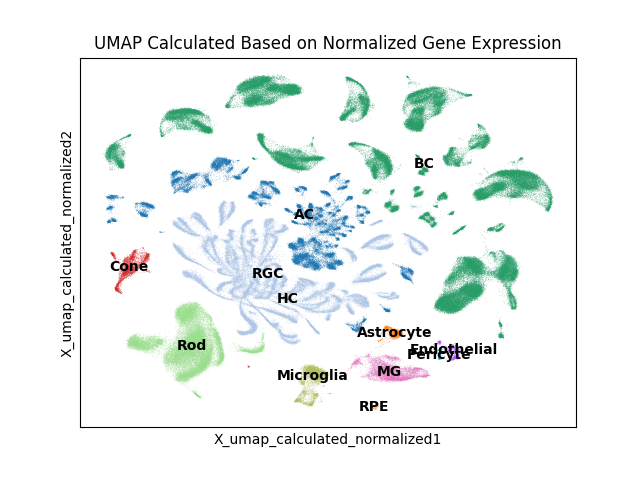 UMAP Calculated Based on Normalized Gene Expression
BC
AC
Cone
RGC
HC
Astrocyte
Rod
Endothelial
Pericyte
Microglia
MG
RPE
X_umap_calculated_normalized2
X_umap_calculated_normalized1